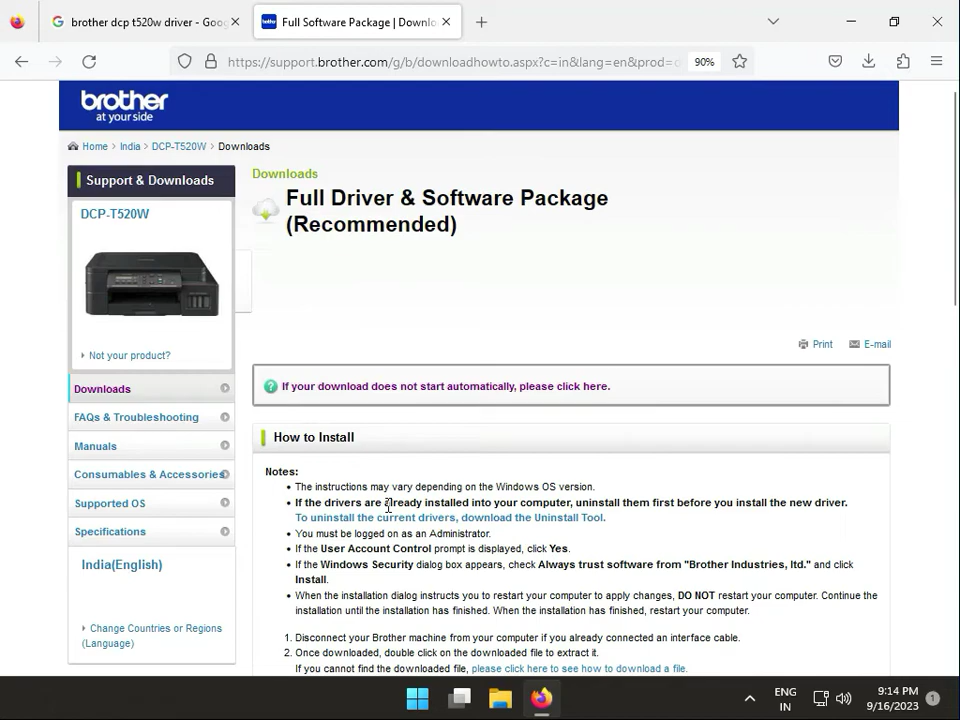 brother dcp t520w driver - Goog
Full Software Package | Downlo
https://support.brother.com/g/b/downloadhowto.aspx?c=in&lang=en&prod=
90%
brother
at your side
Home > India > DCP-T520W > Downloads
Support & Downloads
DCP-T520W
Not your product?
Downloads
FAQs & Troubleshooting
Manuals
Consumables & Accessories
Supported OS
Specifications
India(English)
Change Countries or Regions
(Language)
Downloads
Full Driver & Software Package
(Recommended)
Print
E-mail
If your download does not start automatically, please click here.
How to Install
Notes:
The instructions may vary depending on the Windows OS version.
If the drivers are already installed into your computer, uninstall them first before you install the new driver.
To uninstall the current drivers, download the Uninstall Tool.
You must be logged on as an Administrator.
If the User Account Control prompt is displayed, click Yes.
If the Windows Security dialog box appears, check Always trust software from "Brother Industries, ltd." and click
Install.
When the installation dialog instructs you to restart your computer to apply changes, DO NOT restart your computer. Continue the
installation until the installation has finished. When the installation has finished, restart your computer.
1. Disconnect your Brother machine from your computer if you already connected an interface cable.
2. Once downloaded, double click on the downloaded file to extract it.
If you cannot find the downloaded file, please click here to see how to download a file.
ENG
IN
9:14 PM
9/16/2023
1